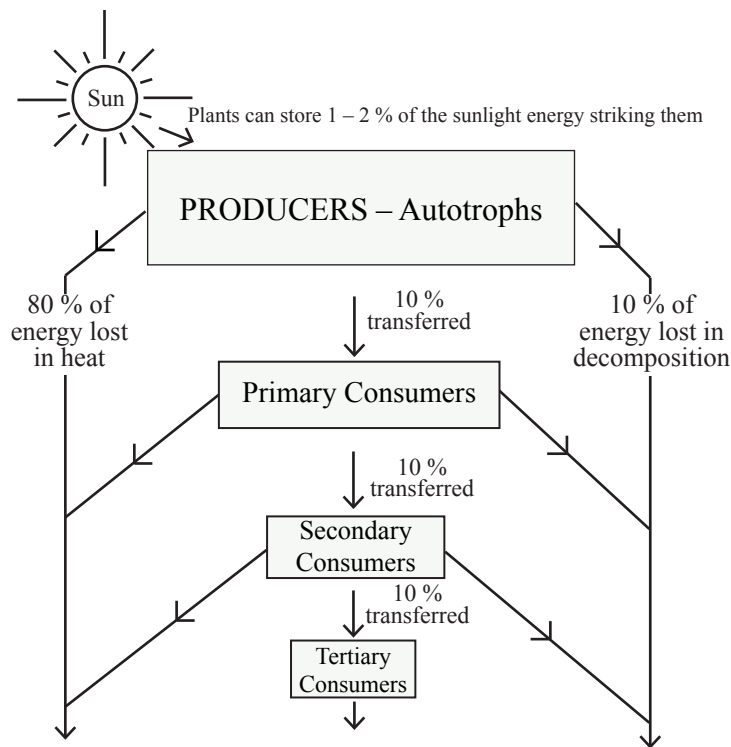 Sun
Plants can store 1 – 2 % of the sunlight energy striking them
PRODUCERS – Autotrophs
80 % of
energy lost
in heat
10 %
transferred
10 % of
energy lost in
decomposition
Primary Consumers
10 %
transferred
Secondary
Consumers
10 %
transferred
Tertiary
Consumers